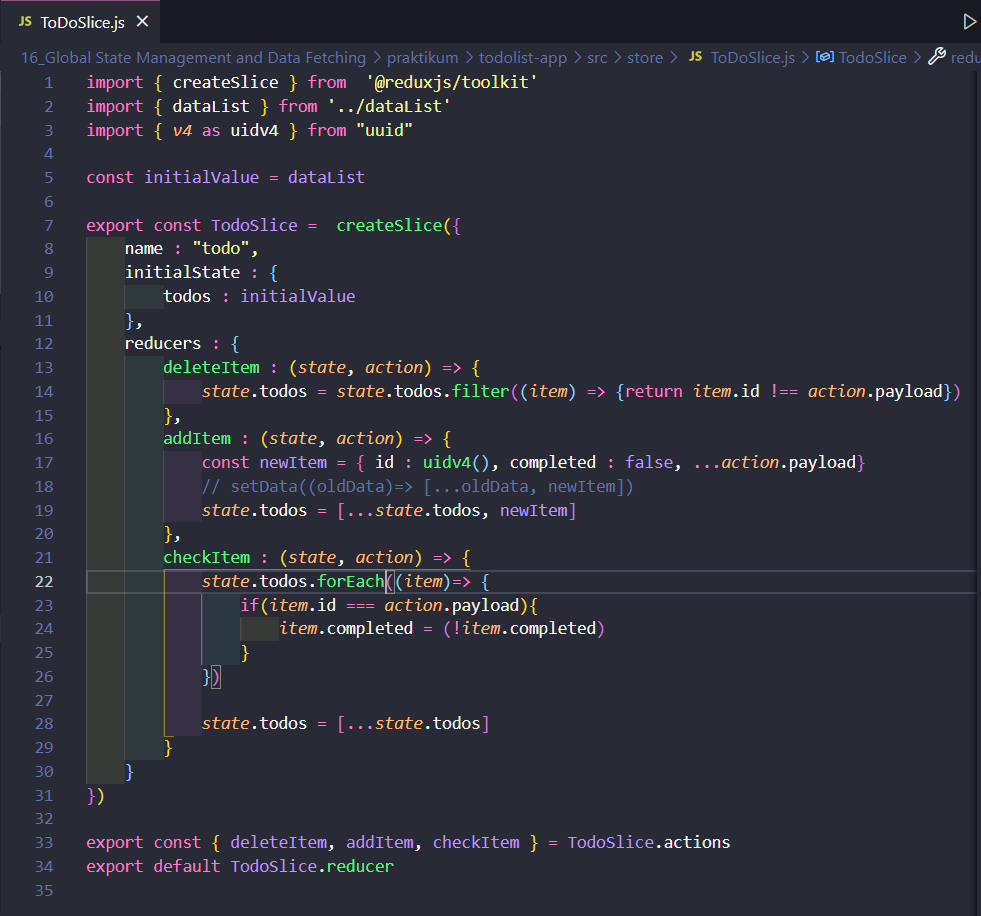 JS ToDoSlice.js ×
16_Global State Management and Data Fetching > praktikum > todolist-app > src > store > JS ToDoSlice.js > TodoSlice > redu
1 import { createSlice } from  '@reduxjs/toolkit'
2 import { dataList } from '../dataList'
3 import { v4 as uidv4 } from "uuid"
4
5 const initialValue = dataList
6
7 export const TodoSlice =  createSlice({
8     name : "todo",
9     initialState : {
10         todos : initialValue
11     },
12     reducers : {
13         deleteItem : (state, action) => {
14             state.todos = state.todos.filter((item) => {return item.id !== action.payload})
15         },
16         addItem : (state, action) => {
17             const newItem = { id : uidv4(), completed : false, ...action.payload}
18             // setData((oldData)=> [...oldData, newItem])
19             state.todos = [...state.todos, newItem]
20         },
21         checkItem : (state, action) => {
22             state.todos.forEach((item)=> {
23                 if(item.id === action.payload){
24                     item.completed = (!item.completed)
25                 }
26             })
27
28             state.todos = [...state.todos]
29         }
30     }
31 })
32
33 export const { deleteItem, addItem, checkItem } = TodoSlice.actions
34 export default TodoSlice.reducer
35